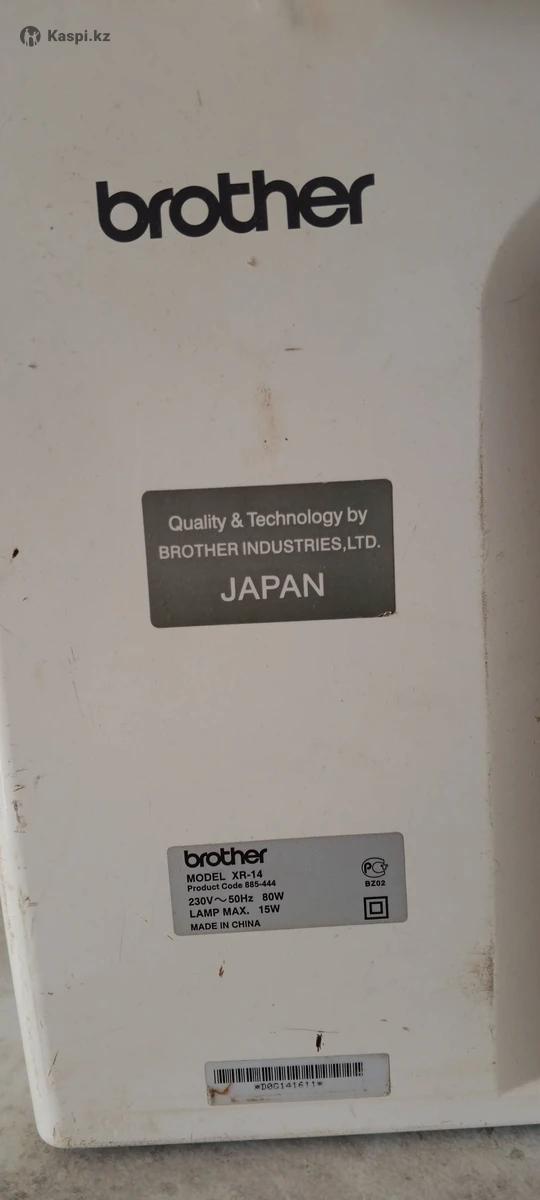 Kaspi.kz
brother
Quality & Technology by
BROTHER INDUSTRIES,LTD.
JAPAN
brother
MODEL XR-14
Product Code 885-444
230V～50Hz 80W
LAMP MAX. 15W
MADE IN CHINA
BZ02
*D0G141611*